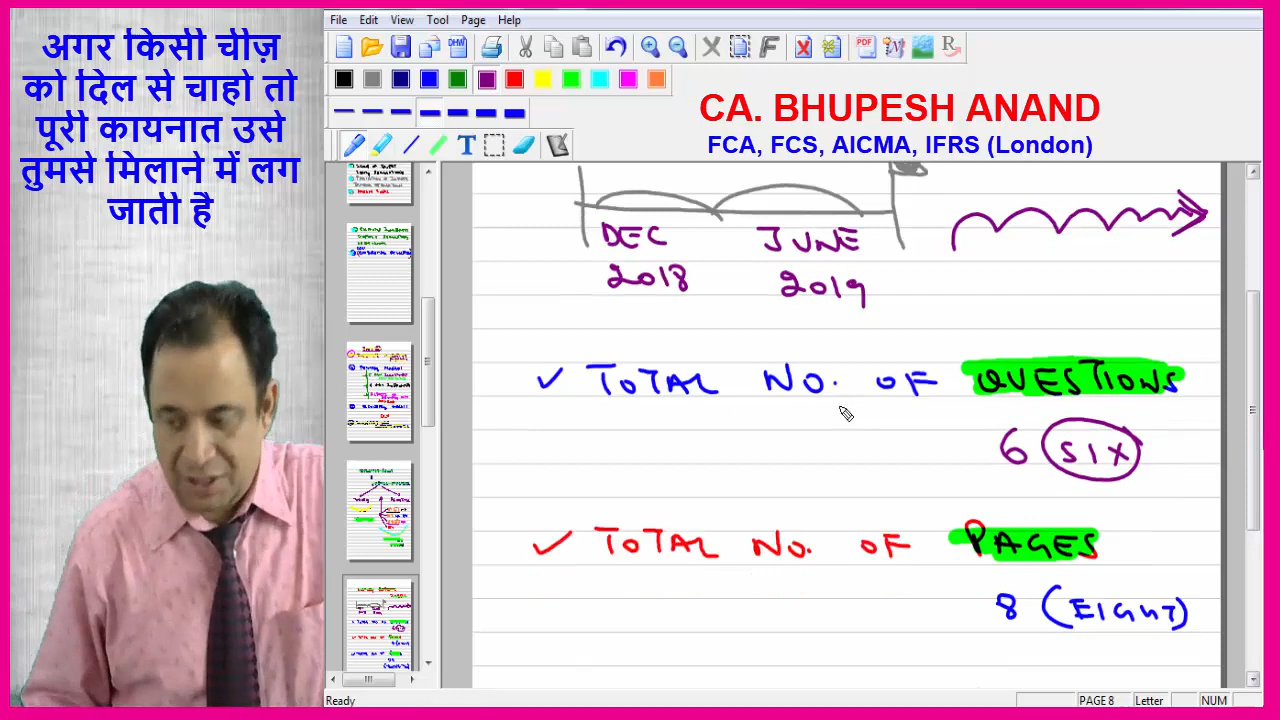 अगर किसी चीज़
को दिल से चाहो तो
पूरी कायनात उसे
तुमसे मिलाने में लग
जाती है
File Edit View Tool Page Help
DHW
PDF
CA. BHUPESH ANAND
FCA, FCS, AICMA, IFRS (London)
DEC JUNE
2018 2019
✓ TOTAL NO. OF QUESTIONS
6 SIX
✓ TOTAL NO. OF PAGES
8 (EIGHT)
Ready PAGE 8 Letter NUM